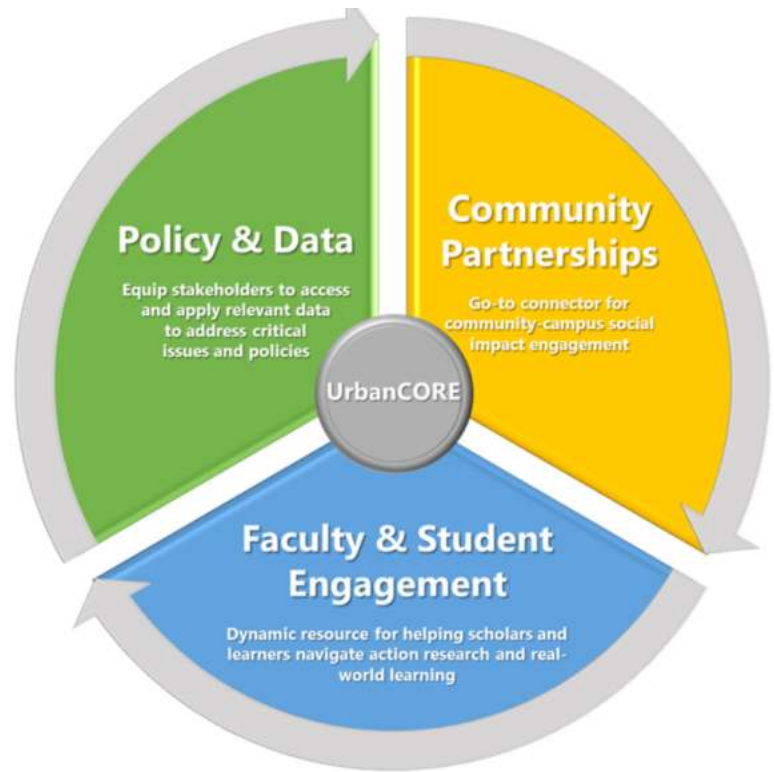 Policy & Data
Equip stakeholders to access
and apply relevant data
to address critical
issues and policies
Community
Partnerships
Go-to connector for
community-campus social
impact engagement
UrbanCORE
Faculty & Student
Engagement
Dynamic resource for helping scholars and
learners navigate action research and real-
world learning